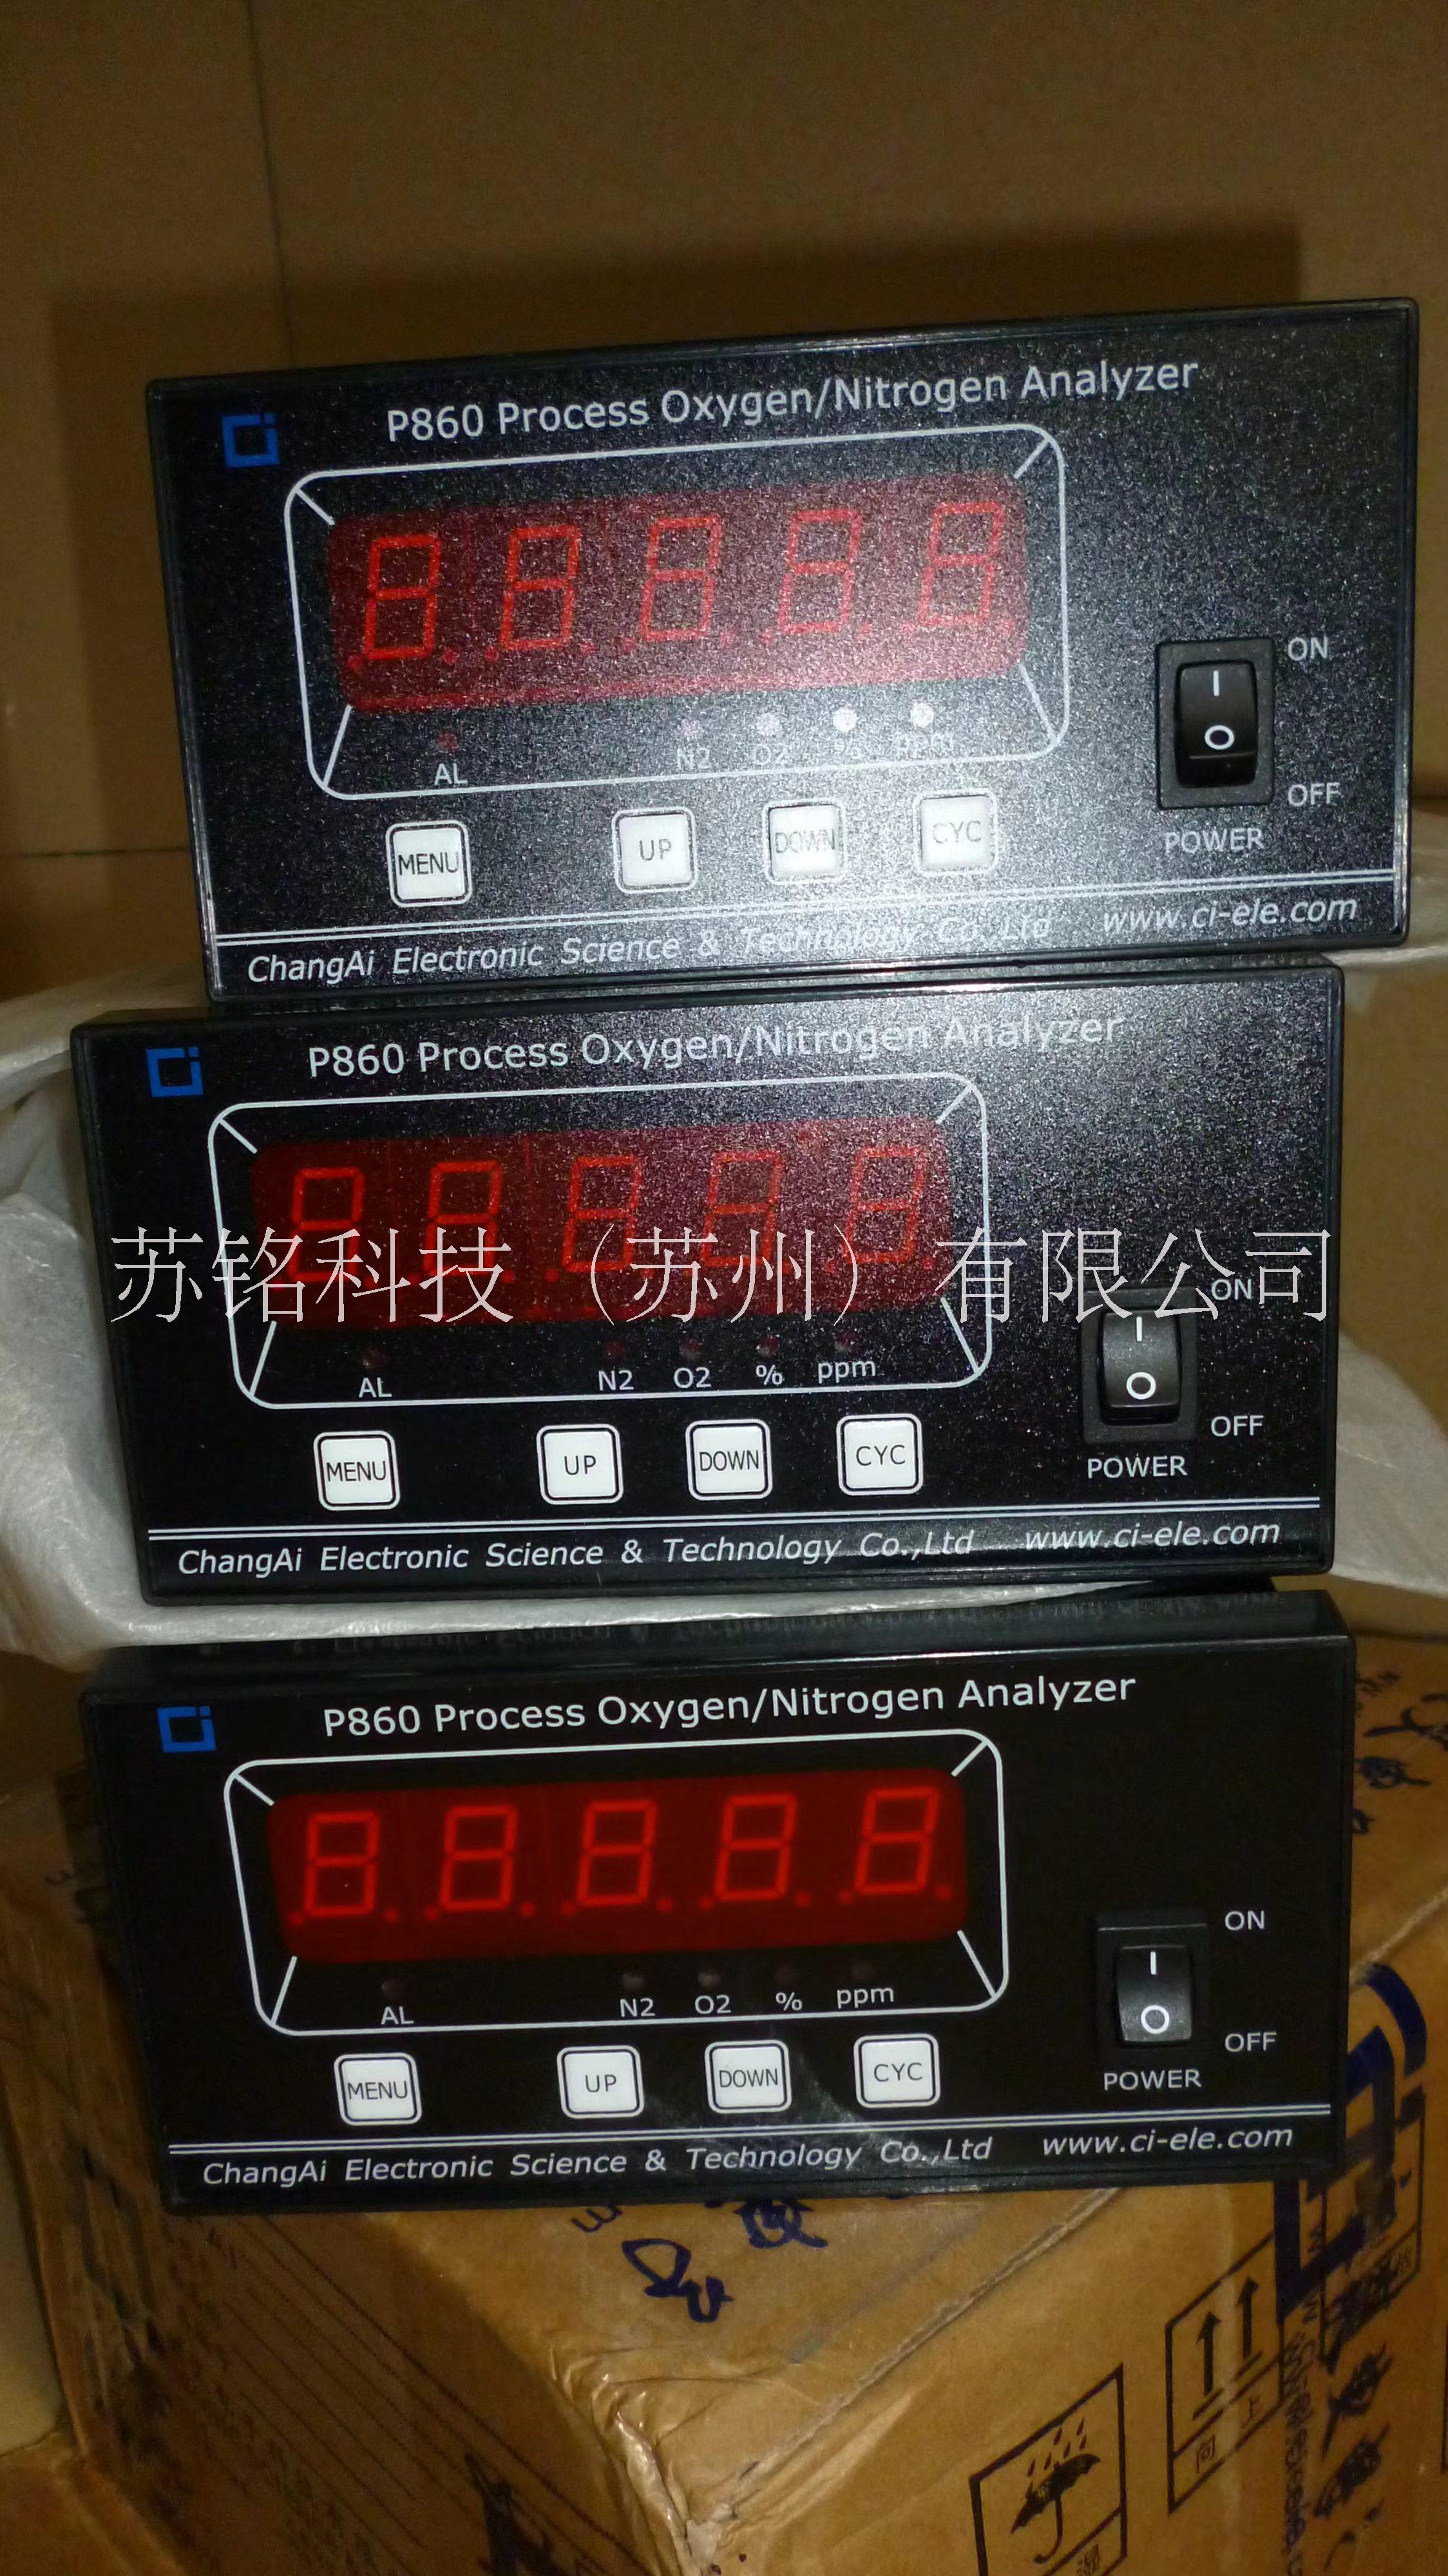 P860 Process Oxygen/Nitrogen Analyzer
AL N2 O2 % ppm
ON
OFF
POWER
MENU UP DOWN CYC
ChangAi Electronic Science & Technology Co.,Ltd www.ci-ele.com
P860 Process Oxygen/Nitrogen Analyzer
苏铭科技（苏州）有限公司
AL N2 O2 % ppm
ON
OFF
POWER
MENU UP DOWN CYC
ChangAi Electronic Science & Technology Co.,Ltd www.ci-ele.com
P860 Process Oxygen/Nitrogen Analyzer
AL N2 O2 % ppm
ON
OFF
POWER
MENU UP DOWN CYC
ChangAi Electronic Science & Technology Co.,Ltd www.ci-ele.com
向上